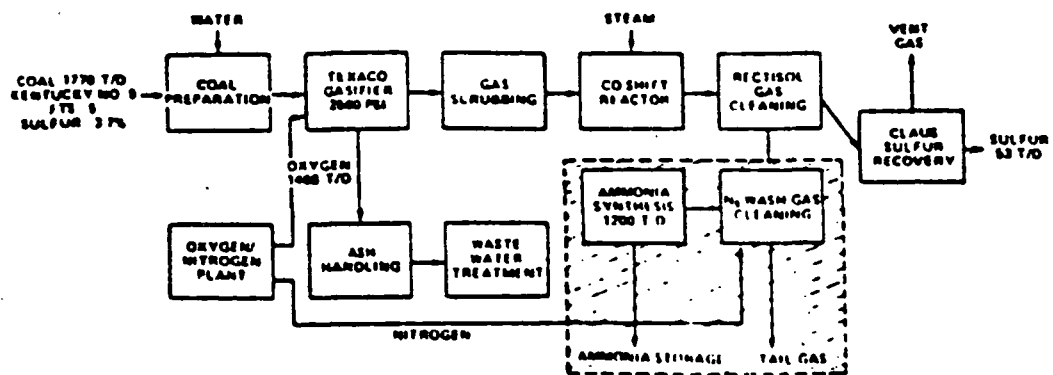 WATER
STEAM
VENT
GAS
COAL 1770 T/D
KENTUCKY NO 9
SULFUR 3.7%
COAL
PREPARATION
TEXACO
GASIFIER
GAS
SCRUBBING
CO SHIFT
REACTOR
RECTISOL
GAS
CLEANING
CLAUS
SULFUR
RECOVERY
SULFUR
53 T/D
OXYGEN
T/D
AMMONIA
SYNTHESIS
1200 T D
N₂ WASH GAS
CLEANING
OXYGEN/
NITROGEN
PLANT
ASH
HANDLING
WASTE
WATER
TREATMENT
NITROGEN
AMMONIA STORAGE
TAIL GAS